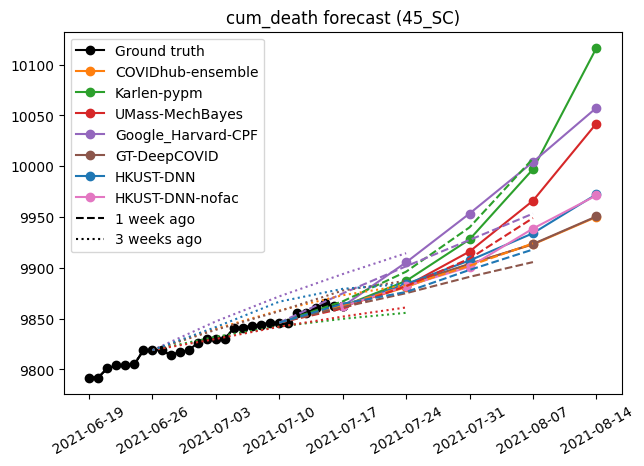 cum_death forecast (45_SC)
10100
10050
10000
9950
9900
9850
9800
Ground truth
COVIDhub-ensemble
Karlen-pypm
UMass-MechBayes
Google_Harvard-CPF
GT-DeepCOVID
HKUST-DNN
HKUST-DNN-nofac
1 week ago
3 weeks ago
2021-06-19
2021-06-26
2021-07-03
2021-07-10
2021-07-17
2021-07-24
2021-07-31
2021-08-07
2021-08-14